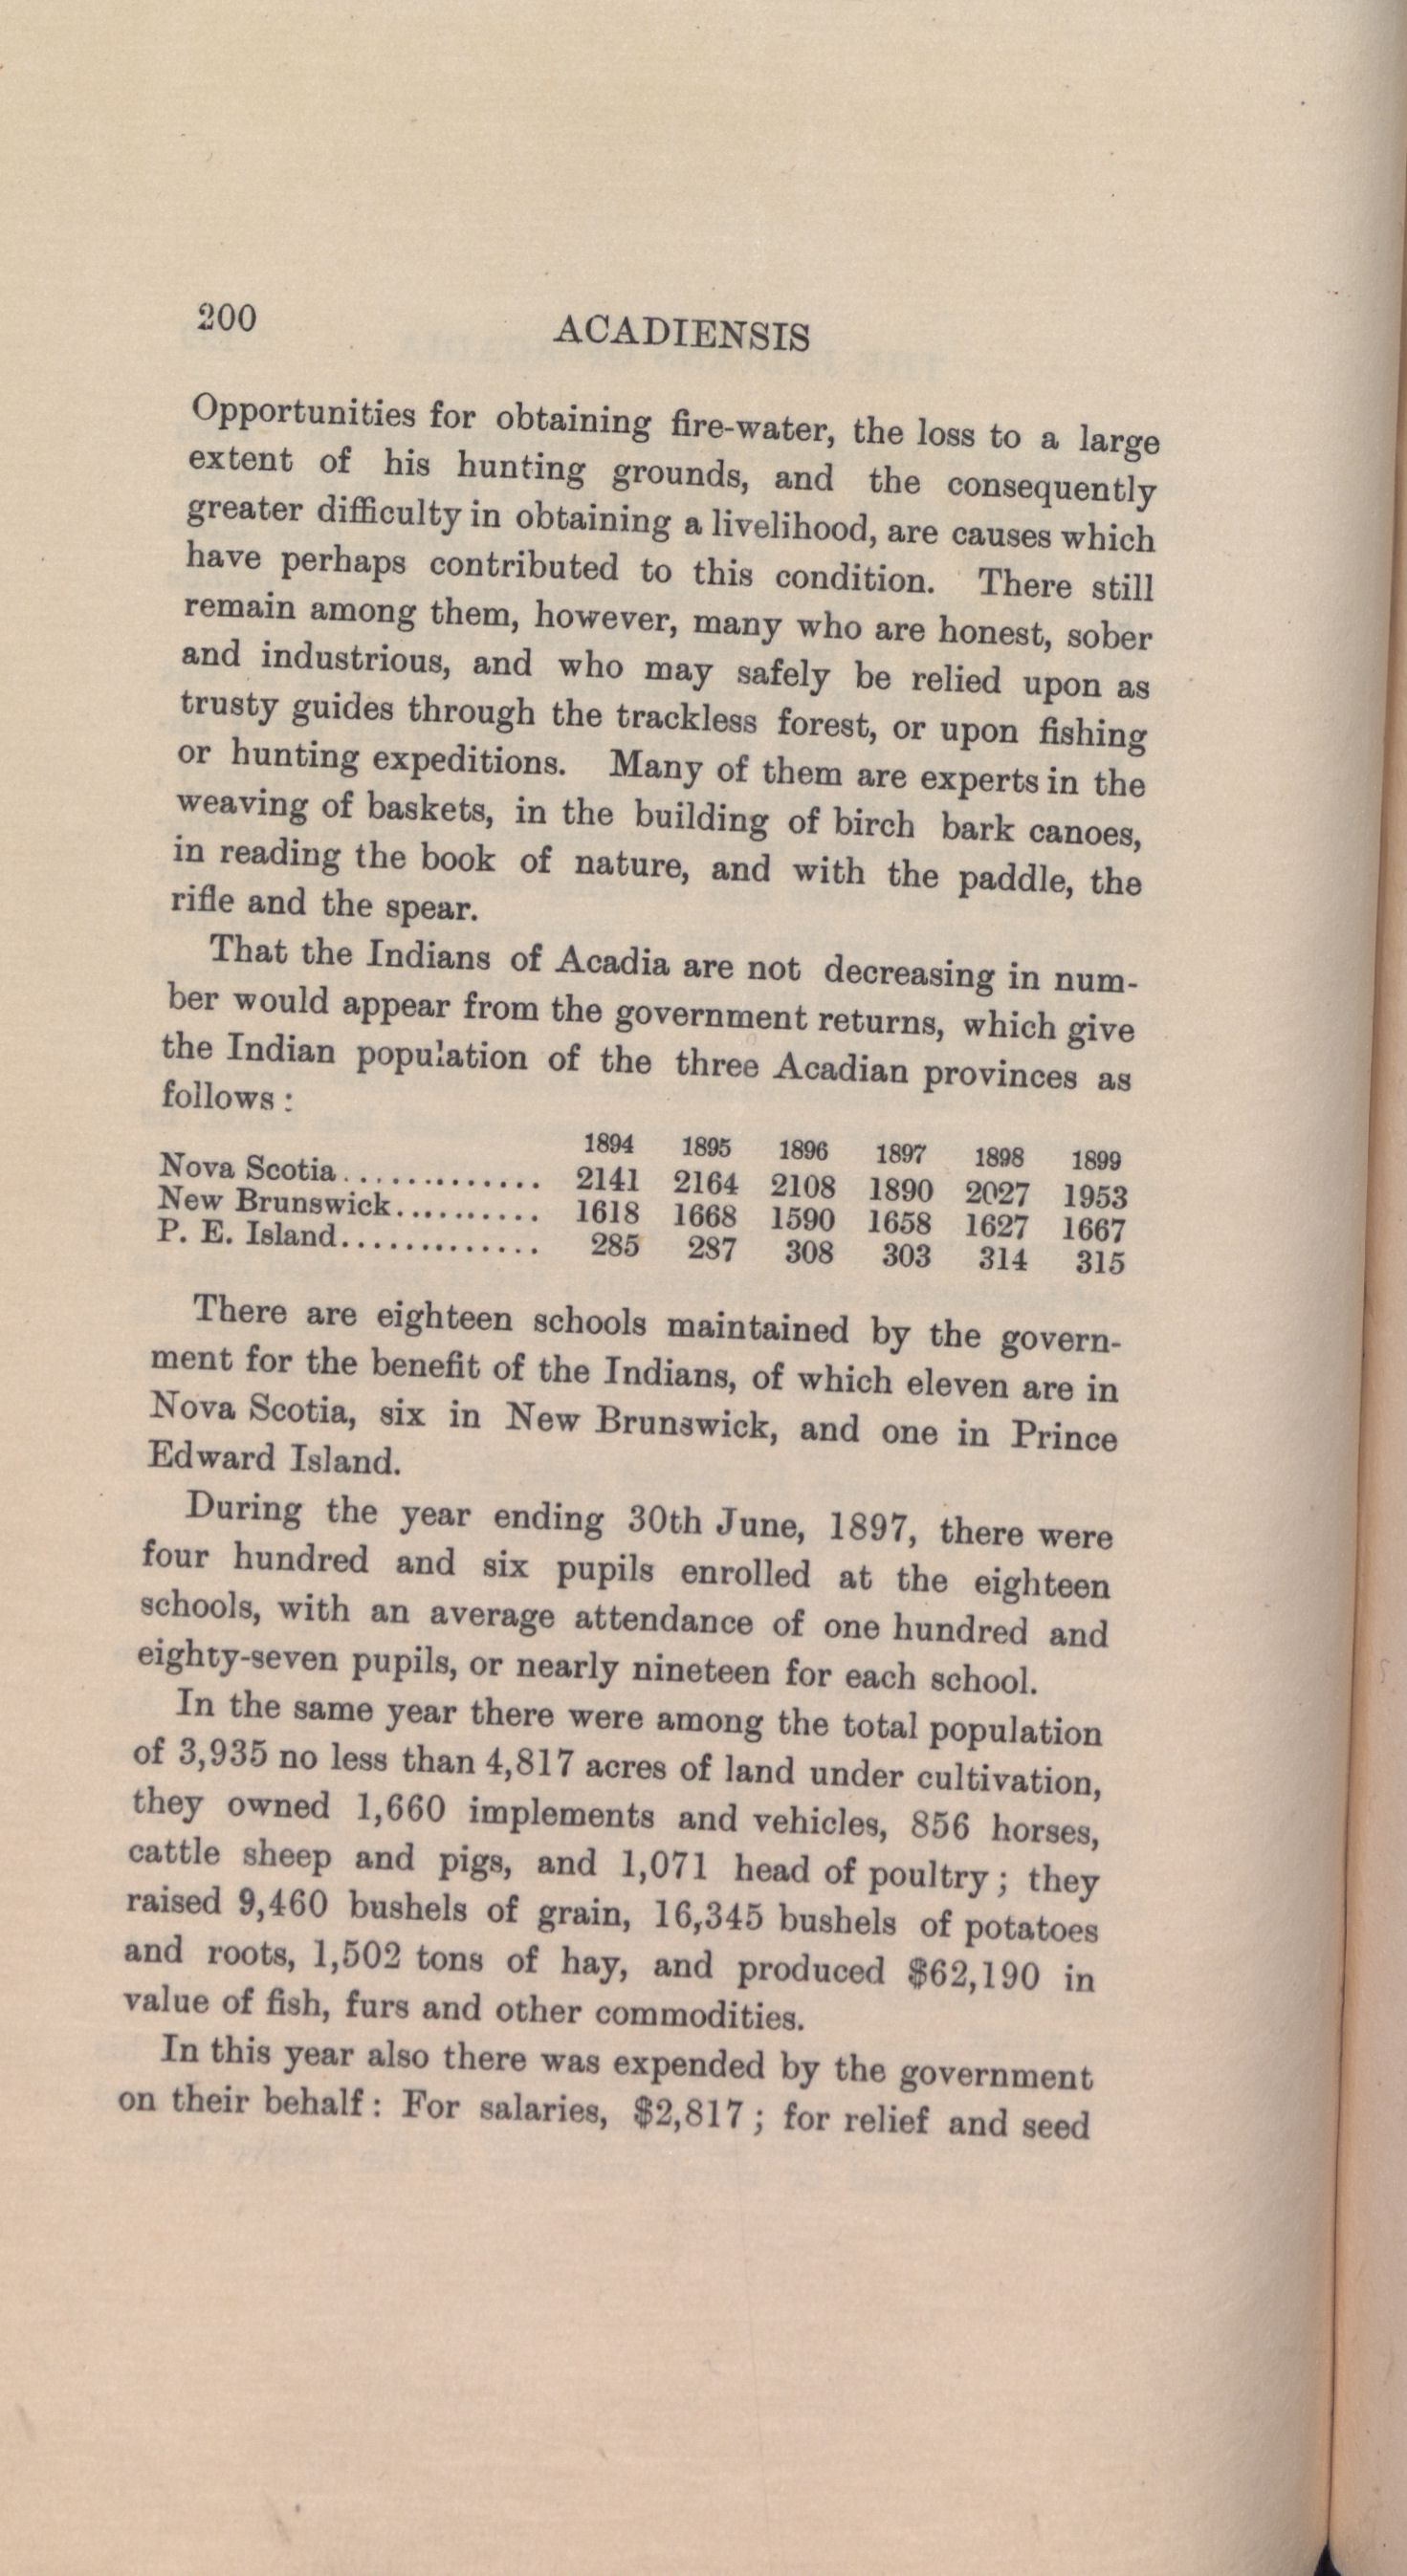 200
ACADIENSIS
Opportunities for obtaining fire-water, the loss to a large
extent of his hunting grounds, and the consequently
greater difficulty in obtaining a livelihood, are causes which
have perhaps contributed to this condition. There still
remain among them, however, many who are honest, sober
and industrious, and who may safely be relied upon as
trusty guides through the trackless forest, or upon fishing
or hunting expeditions. Many of them are experts in the
weaving of baskets, in the building of birch bark canoes,
in reading the book of nature, and with the paddle, the
rifle and the spear.
That the Indians of Acadia are not decreasing in num-
ber would appear from the government returns, which give
the Indian population of the three Acadian provinces as
follows :
1894 1895 1896 1897 1898 1899
Nova Scotia............. 2141 2164 2108 1890 2027 1953
New Brunswick.......... 1618 1668 1590 1658 1627 1667
P. E. Island............. 285 287 308 303 314 315
There are eighteen schools maintained by the govern-
ment for the benefit of the Indians, of which eleven are in
Nova Scotia, six in New Brunswick, and one in Prince
Edward Island.
During the year ending 30th June, 1897, there were
four hundred and six pupils enrolled at the eighteen
schools, with an average attendance of one hundred and
eighty-seven pupils, or nearly nineteen for each school.
In the same year there were among the total population
of 3,935 no less than 4,817 acres of land under cultivation,
they owned 1,660 implements and vehicles, 856 horses,
cattle sheep and pigs, and 1,071 head of poultry ; they
raised 9,460 bushels of grain, 16,345 bushels of potatoes
and roots, 1,502 tons of hay, and produced $62,190 in
value of fish, furs and other commodities.
In this year also there was expended by the government
on their behalf : For salaries, $2,817 ; for relief and seed